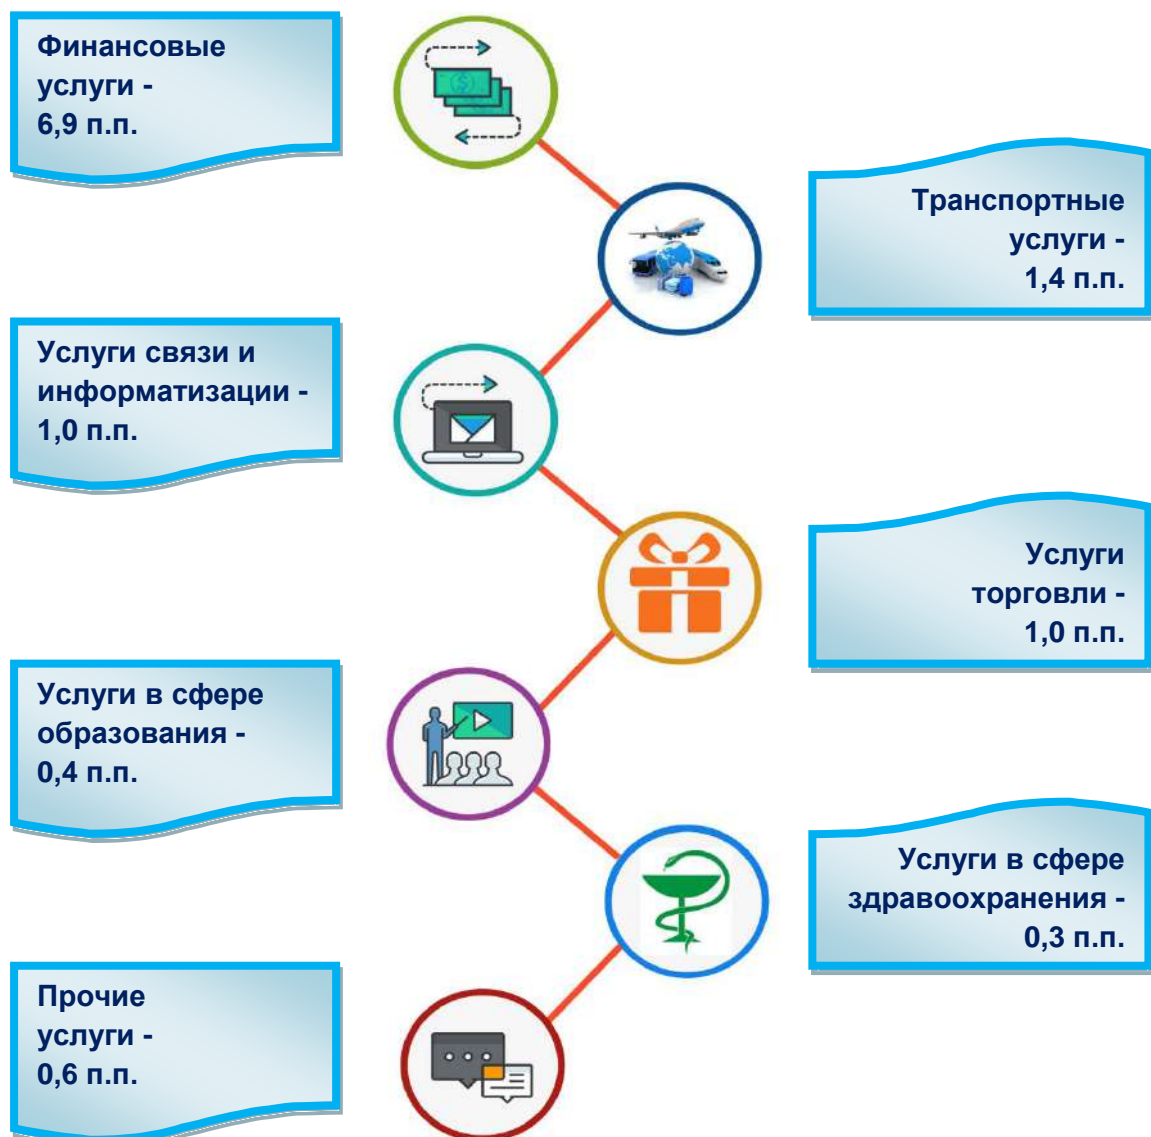 Финансовые
услуги -
6,9 п.п.
Транспортные
услуги -
1,4 п.п.
Услуги связи и
информатизации -
1,0 п.п.
Услуги
торговли -
1,0 п.п.
Услуги в сфере
образования -
0,4 п.п.
Услуги в сфере
здравоохранения -
0,3 п.п.
Прочие
услуги -
0,6 п.п.